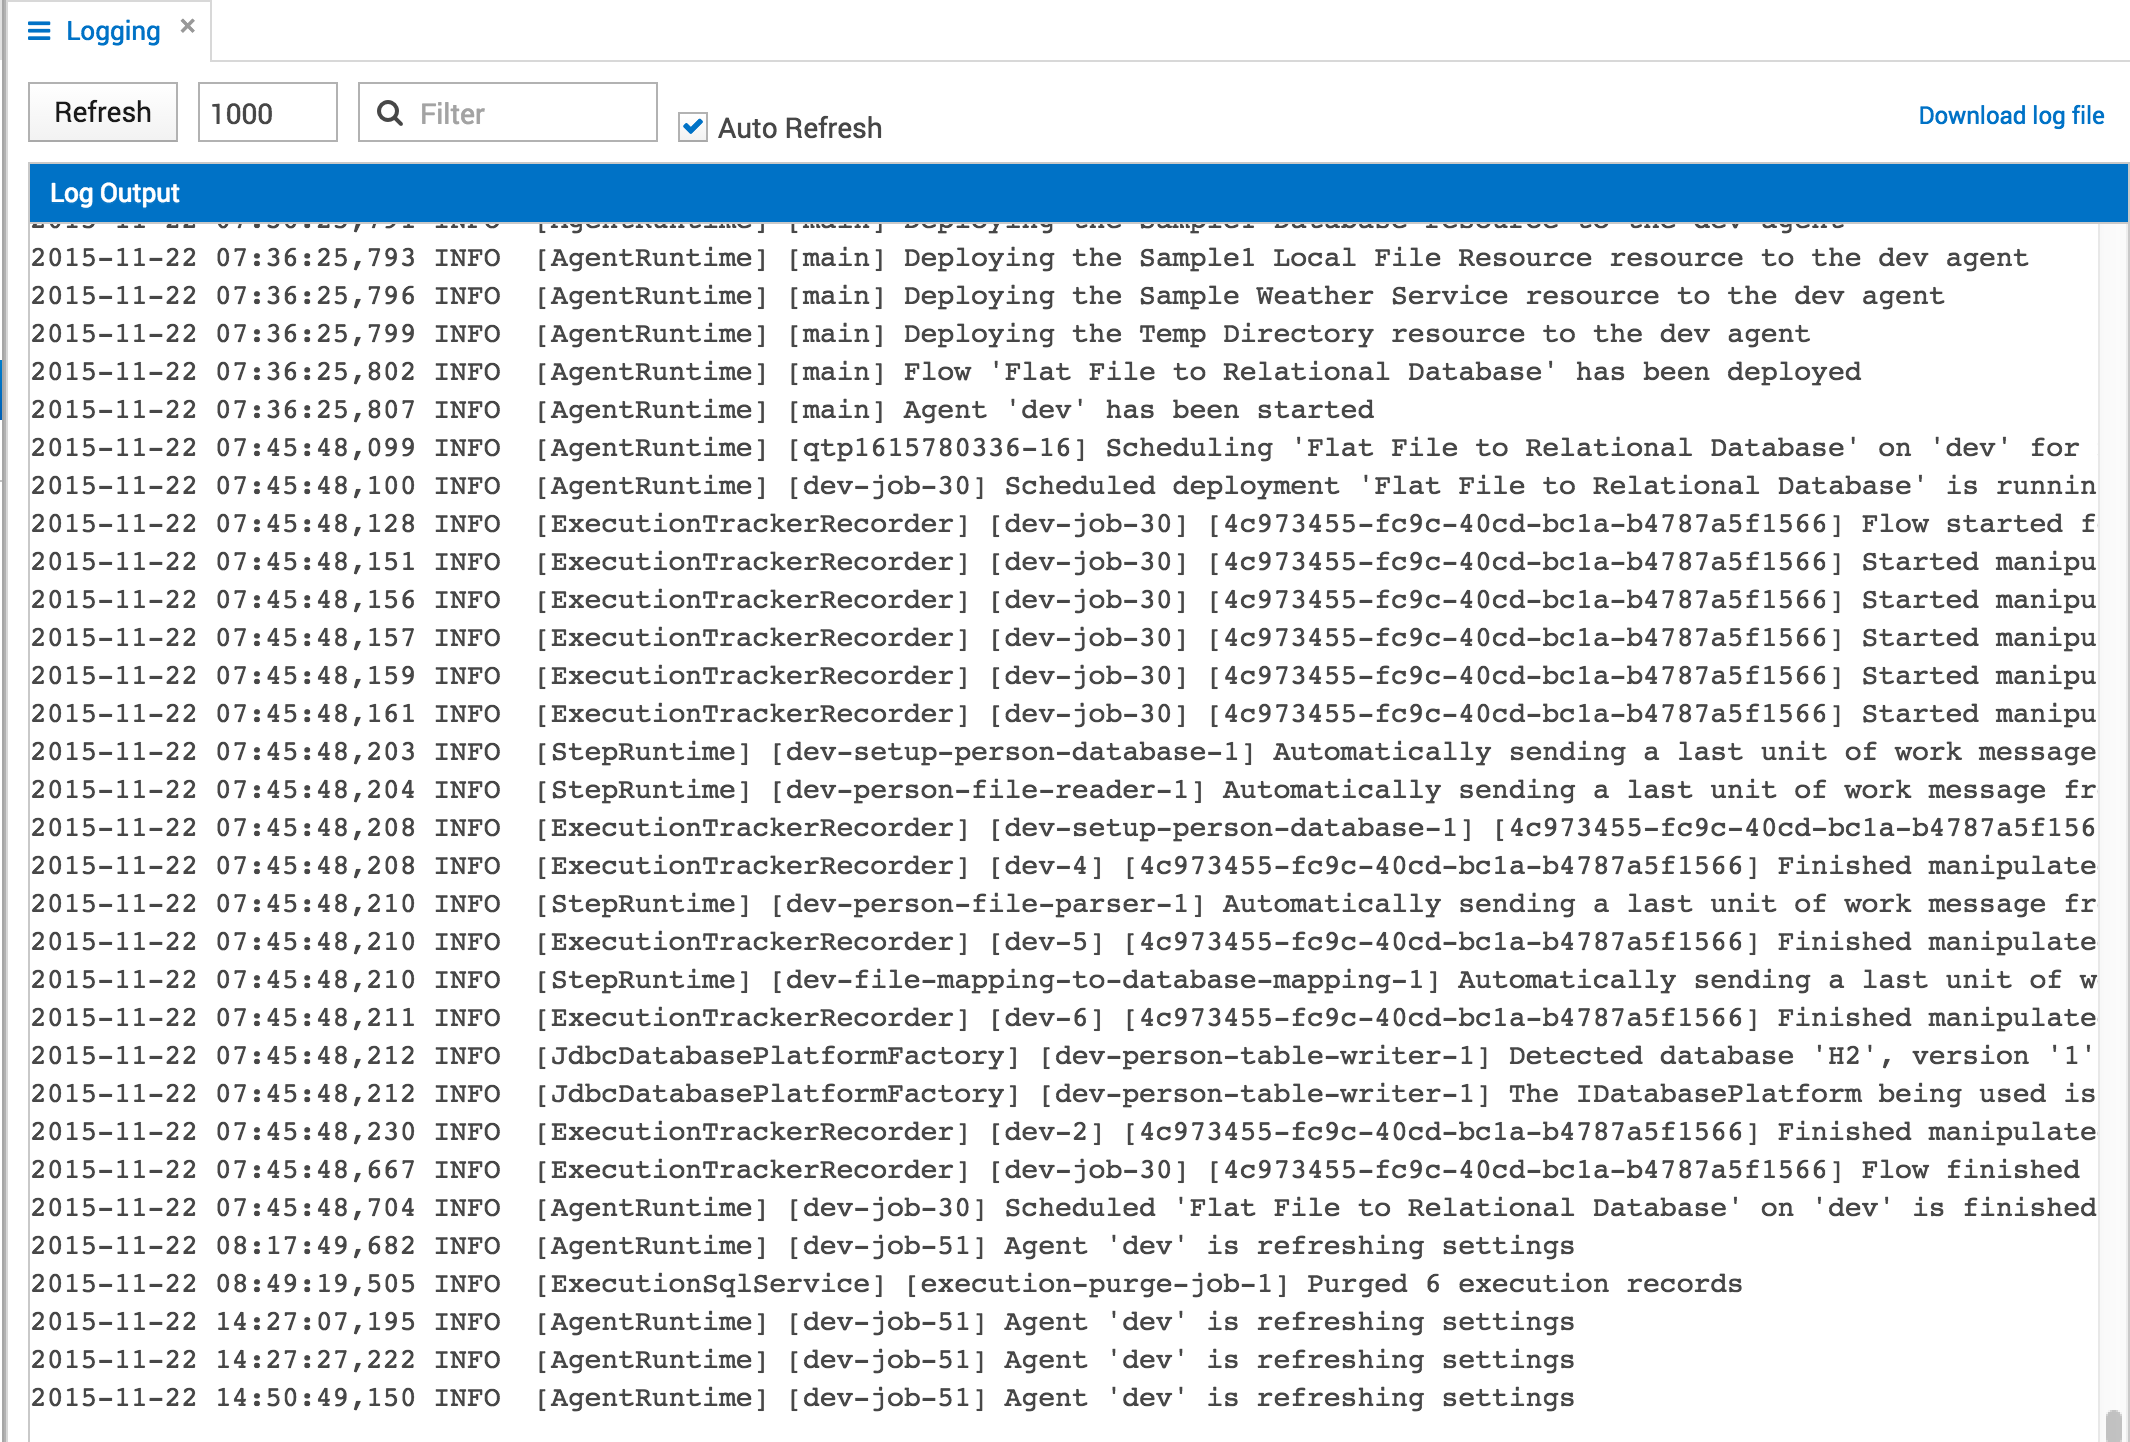 Logging ×
Refresh 1000 Filter Auto Refresh Download log file
Log Output
2015-11-22 07:36:25,791 INFO [AgentRuntime] [main] Deploying the Sample1 Database resource to the dev agent
2015-11-22 07:36:25,793 INFO [AgentRuntime] [main] Deploying the Sample1 Local File Resource resource to the dev agent
2015-11-22 07:36:25,796 INFO [AgentRuntime] [main] Deploying the Sample Weather Service resource to the dev agent
2015-11-22 07:36:25,799 INFO [AgentRuntime] [main] Deploying the Temp Directory resource to the dev agent
2015-11-22 07:36:25,802 INFO [AgentRuntime] [main] Flow 'Flat File to Relational Database' has been deployed
2015-11-22 07:36:25,807 INFO [AgentRuntime] [main] Agent 'dev' has been started
2015-11-22 07:45:48,099 INFO [AgentRuntime] [qtp1615780336-16] Scheduling 'Flat File to Relational Database' on 'dev' for
2015-11-22 07:45:48,100 INFO [AgentRuntime] [dev-job-30] Scheduled deployment 'Flat File to Relational Database' is runnin
2015-11-22 07:45:48,128 INFO [ExecutionTrackerRecorder] [dev-job-30] [4c973455-fc9c-40cd-bc1a-b4787a5f1566] Flow started f
2015-11-22 07:45:48,151 INFO [ExecutionTrackerRecorder] [dev-job-30] [4c973455-fc9c-40cd-bc1a-b4787a5f1566] Started manipu
2015-11-22 07:45:48,156 INFO [ExecutionTrackerRecorder] [dev-job-30] [4c973455-fc9c-40cd-bc1a-b4787a5f1566] Started manipu
2015-11-22 07:45:48,157 INFO [ExecutionTrackerRecorder] [dev-job-30] [4c973455-fc9c-40cd-bc1a-b4787a5f1566] Started manipu
2015-11-22 07:45:48,159 INFO [ExecutionTrackerRecorder] [dev-job-30] [4c973455-fc9c-40cd-bc1a-b4787a5f1566] Started manipu
2015-11-22 07:45:48,161 INFO [ExecutionTrackerRecorder] [dev-job-30] [4c973455-fc9c-40cd-bc1a-b4787a5f1566] Started manipu
2015-11-22 07:45:48,203 INFO [StepRuntime] [dev-setup-person-database-1] Automatically sending a last unit of work message
2015-11-22 07:45:48,204 INFO [StepRuntime] [dev-person-file-reader-1] Automatically sending a last unit of work message fr
2015-11-22 07:45:48,208 INFO [ExecutionTrackerRecorder] [dev-setup-person-database-1] [4c973455-fc9c-40cd-bc1a-b4787a5f156
2015-11-22 07:45:48,208 INFO [ExecutionTrackerRecorder] [dev-4] [4c973455-fc9c-40cd-bc1a-b4787a5f1566] Finished manipulate
2015-11-22 07:45:48,210 INFO [StepRuntime] [dev-person-file-parser-1] Automatically sending a last unit of work message fr
2015-11-22 07:45:48,210 INFO [ExecutionTrackerRecorder] [dev-5] [4c973455-fc9c-40cd-bc1a-b4787a5f1566] Finished manipulate
2015-11-22 07:45:48,210 INFO [StepRuntime] [dev-file-mapping-to-database-mapping-1] Automatically sending a last unit of w
2015-11-22 07:45:48,211 INFO [ExecutionTrackerRecorder] [dev-6] [4c973455-fc9c-40cd-bc1a-b4787a5f1566] Finished manipulate
2015-11-22 07:45:48,212 INFO [JdbcDatabasePlatformFactory] [dev-person-table-writer-1] Detected database 'H2', version '1'
2015-11-22 07:45:48,212 INFO [JdbcDatabasePlatformFactory] [dev-person-table-writer-1] The IDatabasePlatform being used is
2015-11-22 07:45:48,230 INFO [ExecutionTrackerRecorder] [dev-2] [4c973455-fc9c-40cd-bc1a-b4787a5f1566] Finished manipulate
2015-11-22 07:45:48,667 INFO [ExecutionTrackerRecorder] [dev-job-30] [4c973455-fc9c-40cd-bc1a-b4787a5f1566] Flow finished
2015-11-22 07:45:48,704 INFO [AgentRuntime] [dev-job-30] Scheduled 'Flat File to Relational Database' on 'dev' is finished
2015-11-22 08:17:49,682 INFO [AgentRuntime] [dev-job-51] Agent 'dev' is refreshing settings
2015-11-22 08:49:19,505 INFO [ExecutionSqlService] [execution-purge-job-1] Purged 6 execution records
2015-11-22 14:27:07,195 INFO [AgentRuntime] [dev-job-51] Agent 'dev' is refreshing settings
2015-11-22 14:27:27,222 INFO [AgentRuntime] [dev-job-51] Agent 'dev' is refreshing settings
2015-11-22 14:50:49,150 INFO [AgentRuntime] [dev-job-51] Agent 'dev' is refreshing settings